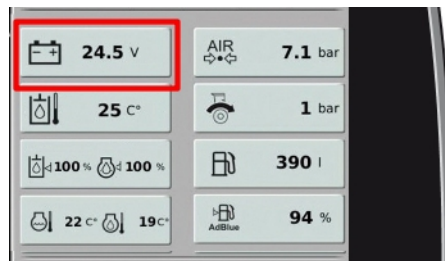 24.5 V
AIR 7.1 bar
25 C°
1 bar
100 % 100 %
390 l
22 C° 19C°
AdBlue 94 %